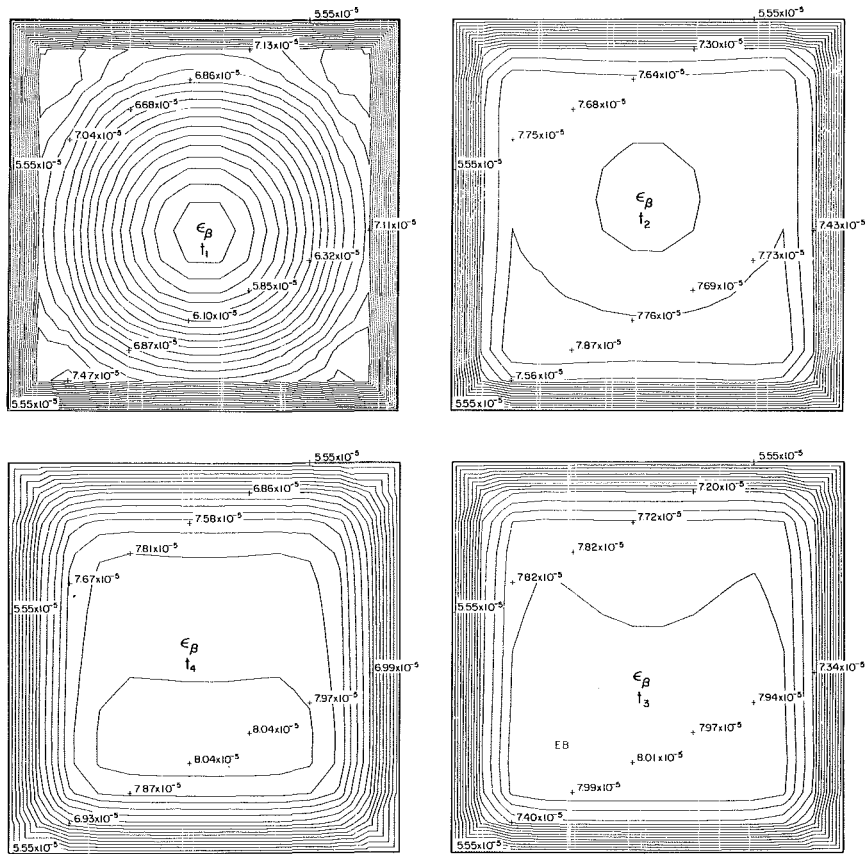 5.55x10⁻⁵
7.13x10⁻⁵
6.86x10⁻⁵
6.68x10⁻⁵
7.04x10⁻⁵
5.55x10⁻⁵
7.11x10⁻⁵
ϵβ
t₁
6.32x10⁻⁵
5.85x10⁻⁵
6.10x10⁻⁵
6.87x10⁻⁵
7.47x10⁻⁵
5.55x10⁻⁵
5.55x10⁻⁵
7.30x10⁻⁵
7.64x10⁻⁵
7.68x10⁻⁵
7.75x10⁻⁵
5.55x10⁻⁵
ϵβ
t₂
7.43x10⁻⁵
7.73x10⁻⁵
7.69x10⁻⁵
7.76x10⁻⁵
7.87x10⁻⁵
7.56x10⁻⁵
5.55x10⁻⁵
5.55x10⁻⁵
6.86x10⁻⁵
7.58x10⁻⁵
7.81x10⁻⁵
7.67x10⁻⁵
5.55x10⁻⁵
ϵβ
t₄
6.99x10⁻⁵
7.97x10⁻⁵
8.04x10⁻⁵
8.04x10⁻⁵
7.87x10⁻⁵
6.93x10⁻⁵
5.55x10⁻⁵
5.55x10⁻⁵
7.20x10⁻⁵
7.72x10⁻⁵
7.82x10⁻⁵
7.82x10⁻⁵
5.55x10⁻⁵
ϵβ
t₃
7.34x10⁻⁵
7.94x10⁻⁵
7.97x10⁻⁵
EB
8.01x10⁻⁵
7.99x10⁻⁵
7.40x10⁻⁵
5.55x10⁻⁵